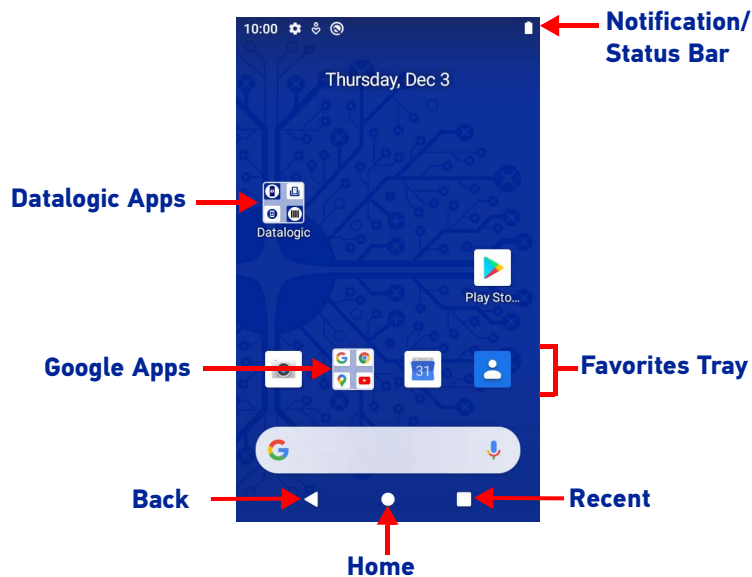 10:00
Notification/
Status Bar
Thursday, Dec 3
Datalogic Apps
Datalogic
Play Sto...
Google Apps
31
Favorites Tray
G
Back
Recent
Home